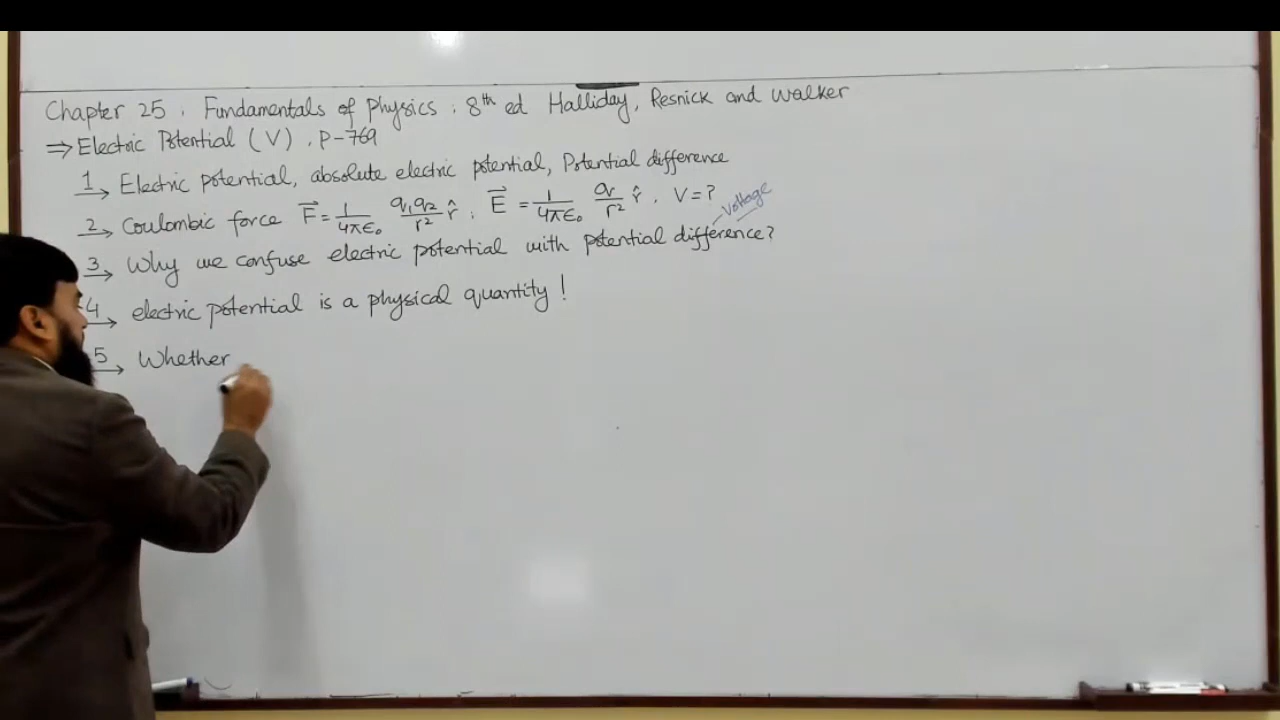 Chapter 25, Fundamentals of Physics, 8th ed Halliday, Resnick and Walker
⇒ Electric Potential (V), P-769
1→ Electric potential, absolute electric potential, Potential difference
2→ Coulombic force F⃗ = 1/4πϵ₀ q₁q₂/r² r̂, E⃗ = 1/4πϵ₀ q/r² r̂, V=?
Voltage
3→ Why we confuse electric potential with potential difference?
4→ electric potential is a physical quantity!
5→ Whether